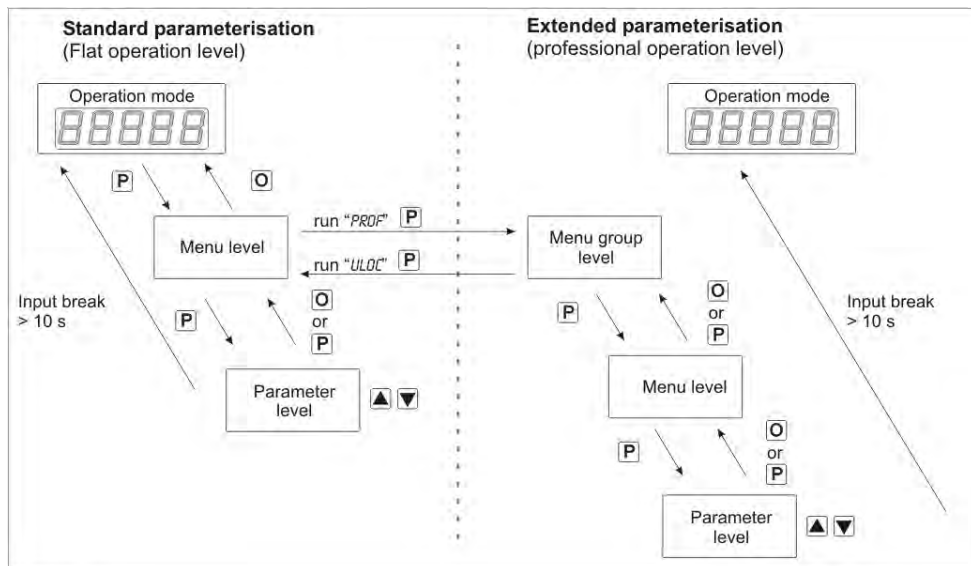 Standard parameterisation
(Flat operation level)
Operation mode
88888
P
O
Menu level
run "PROF" P
run "ULOC" P
Input break
> 10 s
P
O
or
P
Parameter
level
▲ ▼
Extended parameterisation
(professional operation level)
Operation mode
88888
Menu group
level
P
O
or
P
Input break
> 10 s
Menu level
P
O
or
P
Parameter
level
▲ ▼